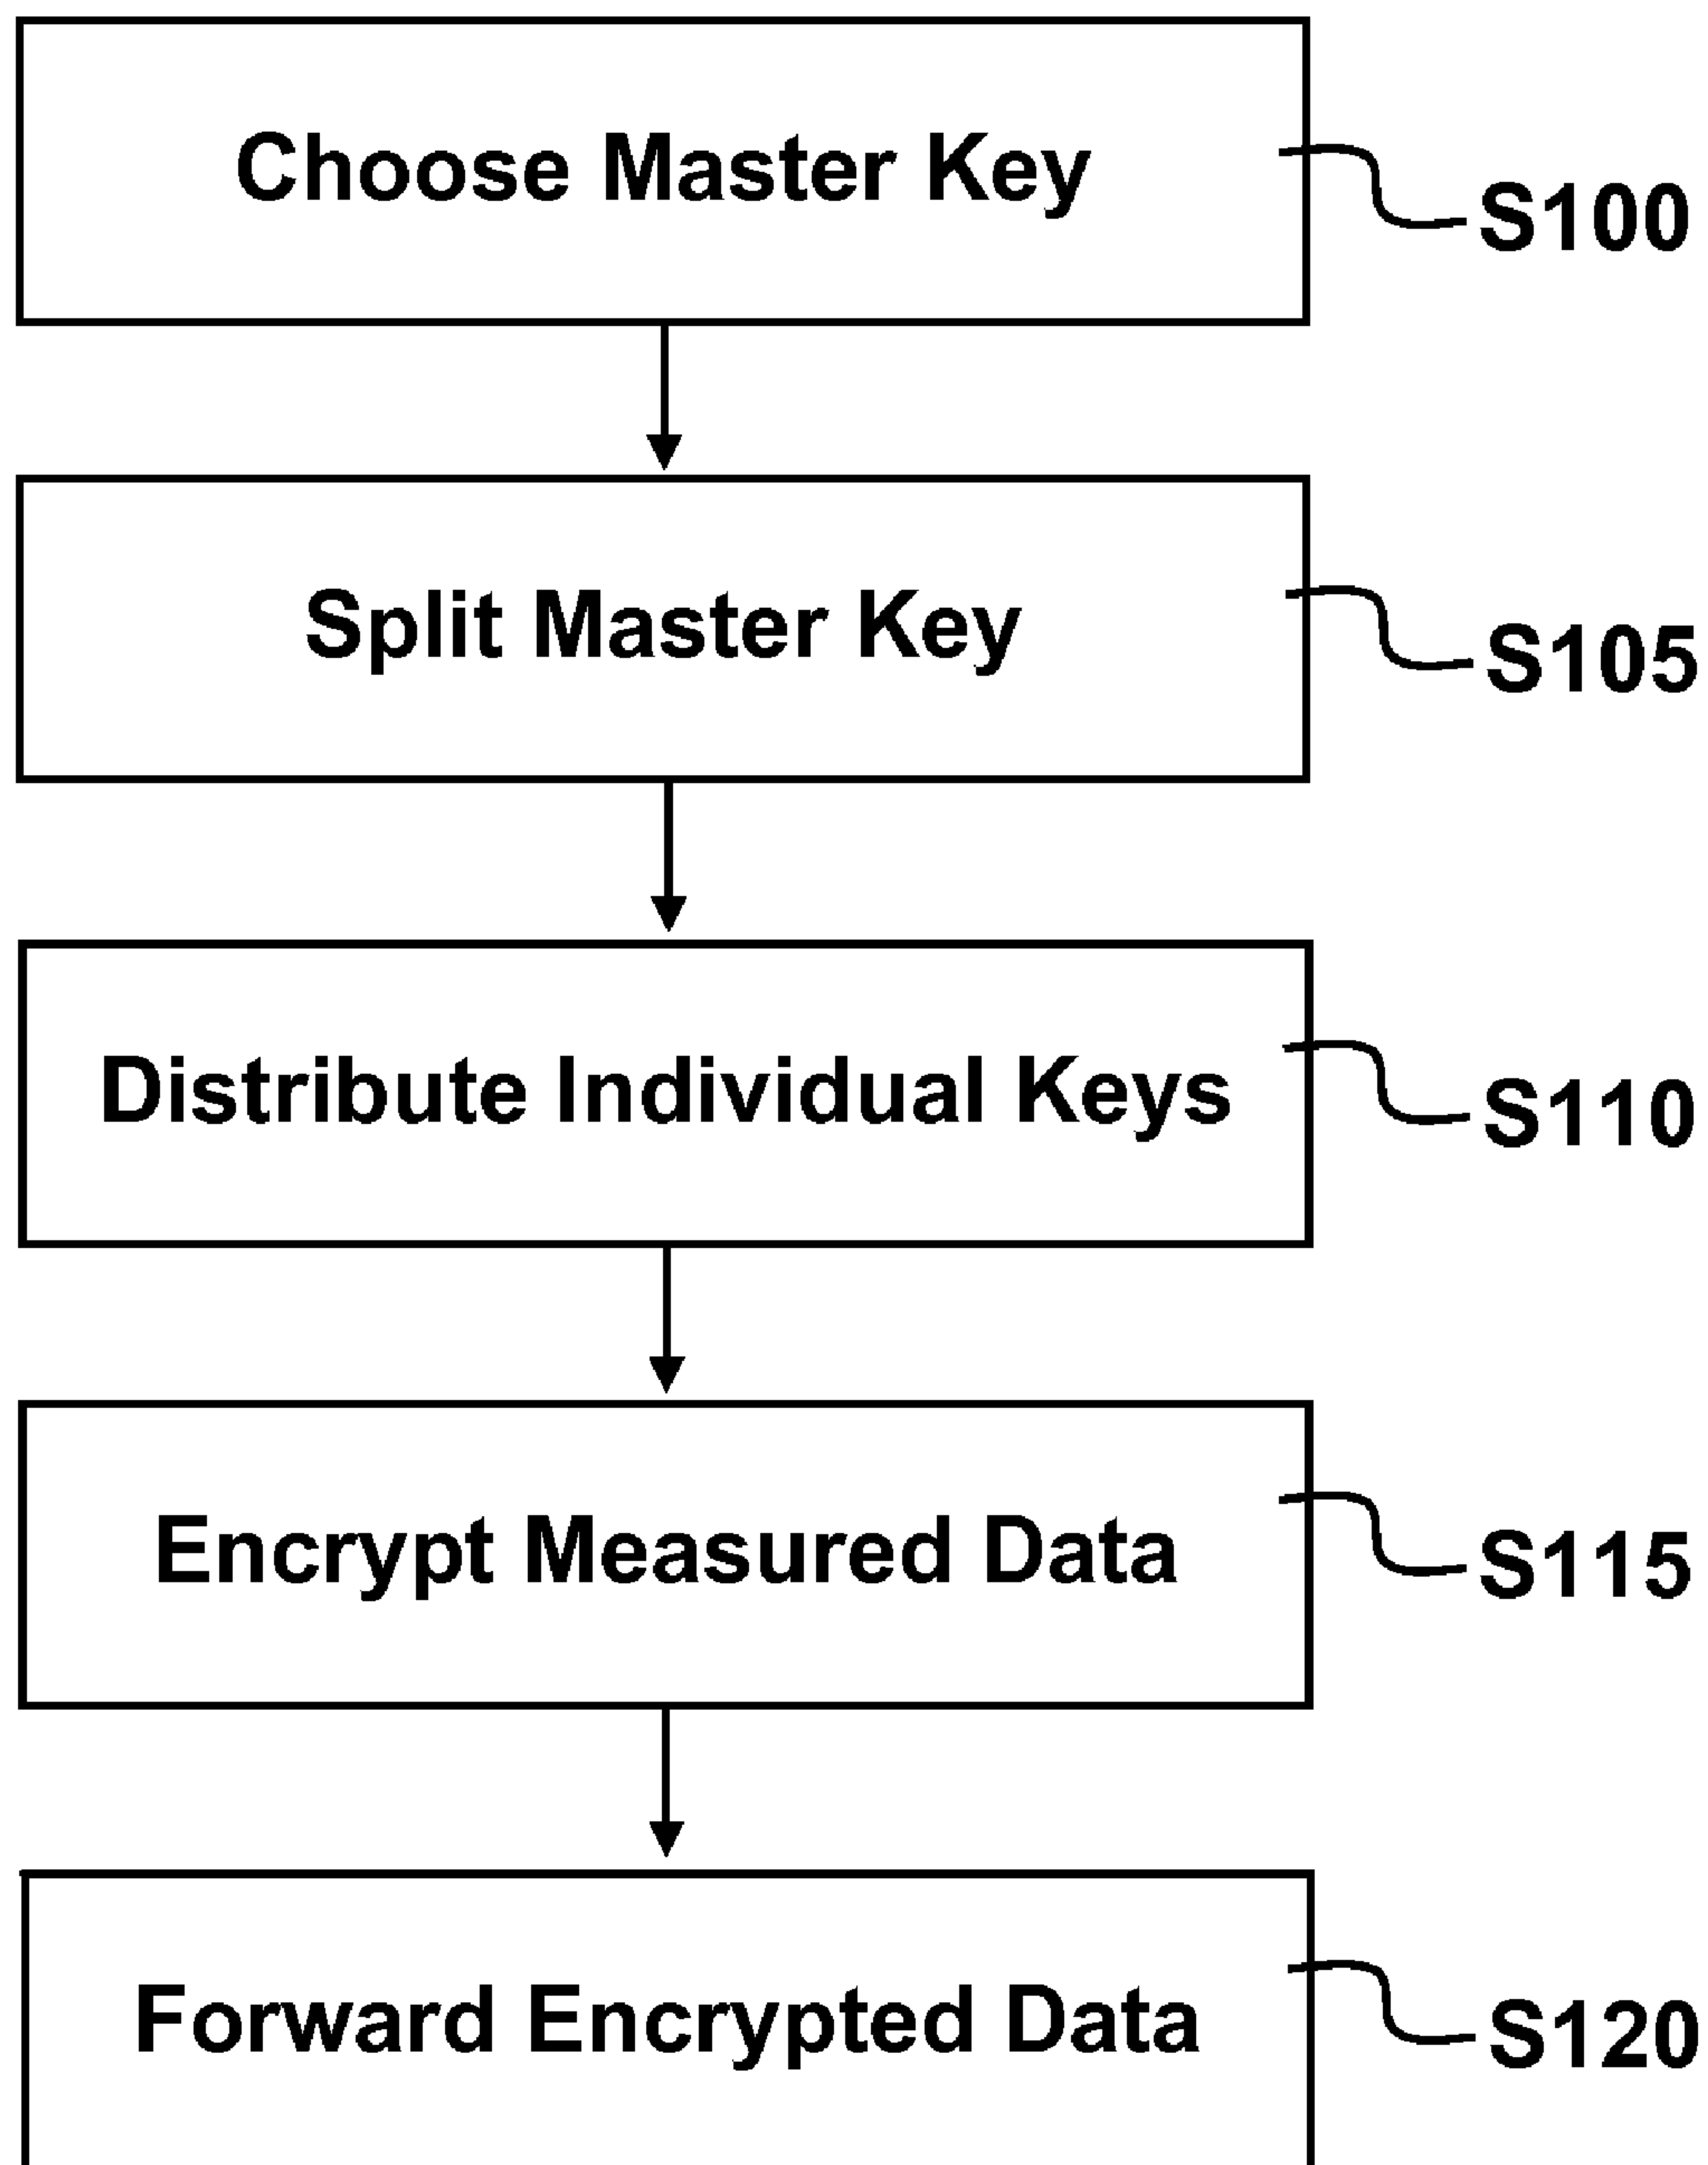 Choose Master Key
S100
Split Master Key
S105
Distribute Individual Keys
S110
Encrypt Measured Data
S115
Forward Encrypted Data
S120